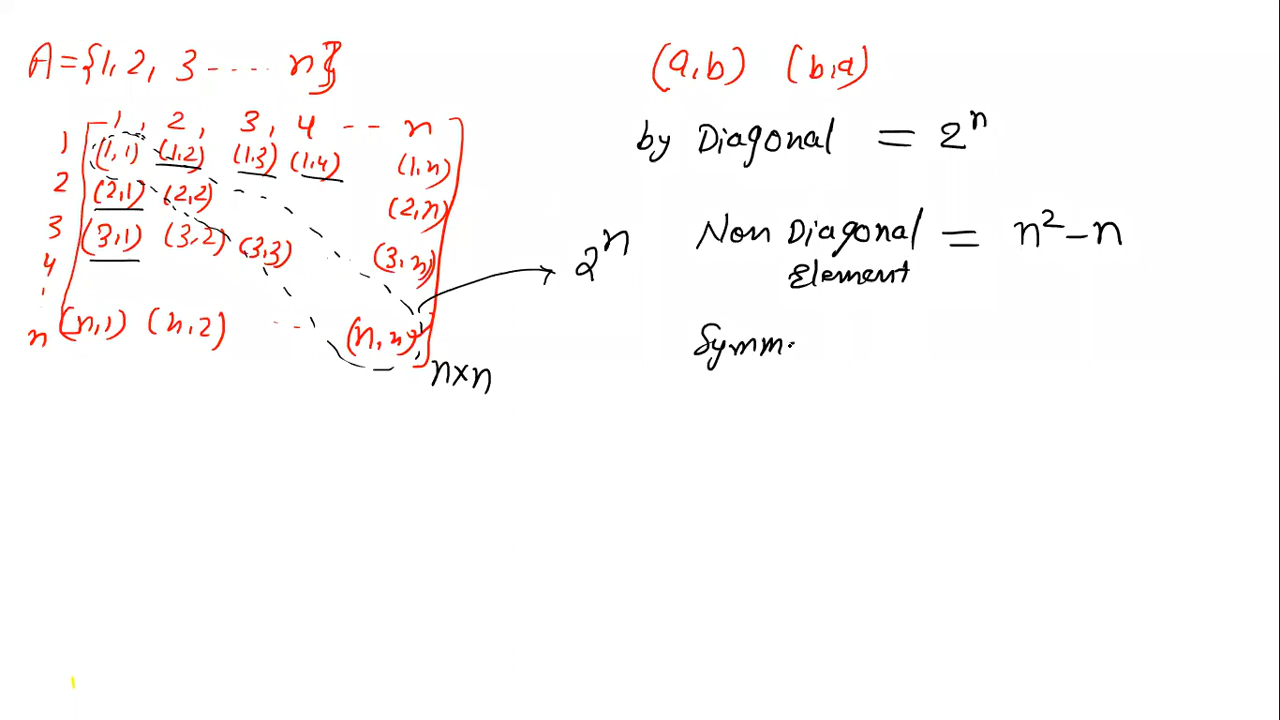 A={1,2, 3---- n}
1, 2, 3, 4 -- n
1 (1,1) (1,2) (1,3) (1,4) (1,n)
2 (2,1) (2,2) (2,n)
3 (3,1) (3,2) (3,3) (3,n)
4
n (n,1) (n,2) -- (n,n)
n×n
2ⁿ
(a,b) (b,a)
by Diagonal = 2ⁿ
Non Diagonal = n²-n
Element
Symm.